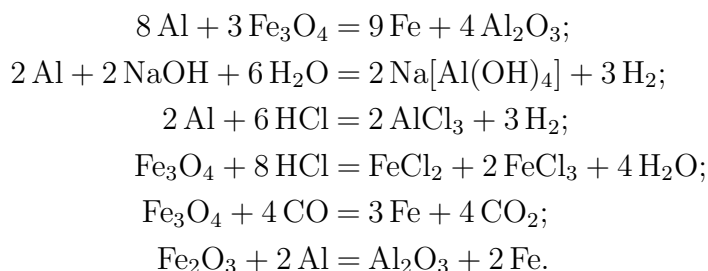 8 Al + 3 Fe₃O₄ = 9 Fe + 4 Al₂O₃;
2 Al + 2 NaOH + 6 H₂O = 2 Na[Al(OH)₄] + 3 H₂;
2 Al + 6 HCl = 2 AlCl₃ + 3 H₂;
Fe₃O₄ + 8 HCl = FeCl₂ + 2 FeCl₃ + 4 H₂O;
Fe₃O₄ + 4 CO = 3 Fe + 4 CO₂;
Fe₂O₃ + 2 Al = Al₂O₃ + 2 Fe.